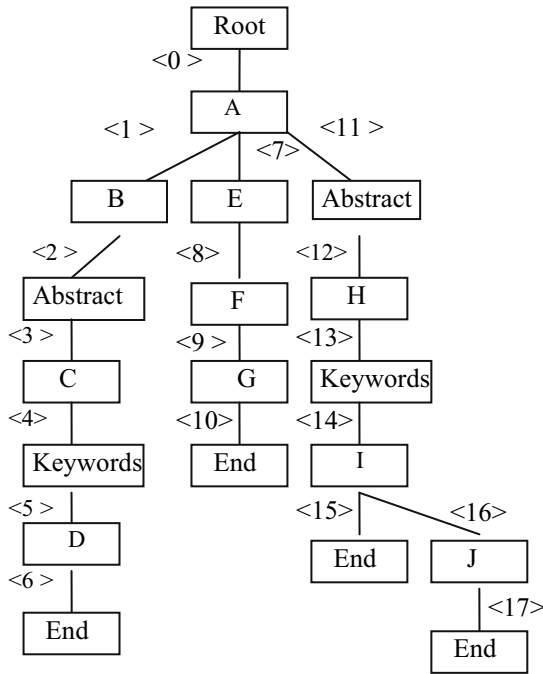 Root
<0 >
A
<1 > <7> <11 >
B E Abstract
<2 > <8> <12>
Abstract F H
<3 > <9 > <13>
C G Keywords
<4> <10> <14>
Keywords End I
<5 > <15> <16>
D End J
<6 > <17>
End End